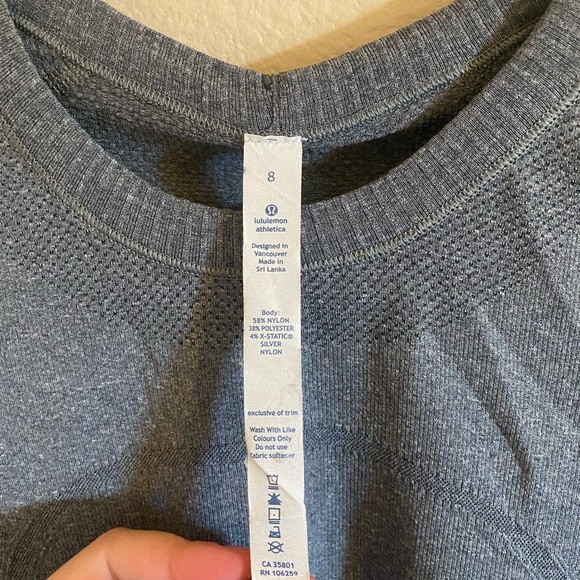 8
lululemon
athletica
Designed in
Vancouver
Made in
Sri Lanka
Body:
58% NYLON
38% POLYESTER
4% X-STATIC®
SILVER
NYLON
exclusive of trim
Wash With Like
Colours Only
Do not use
fabric softener
CA 35801
RN 106259